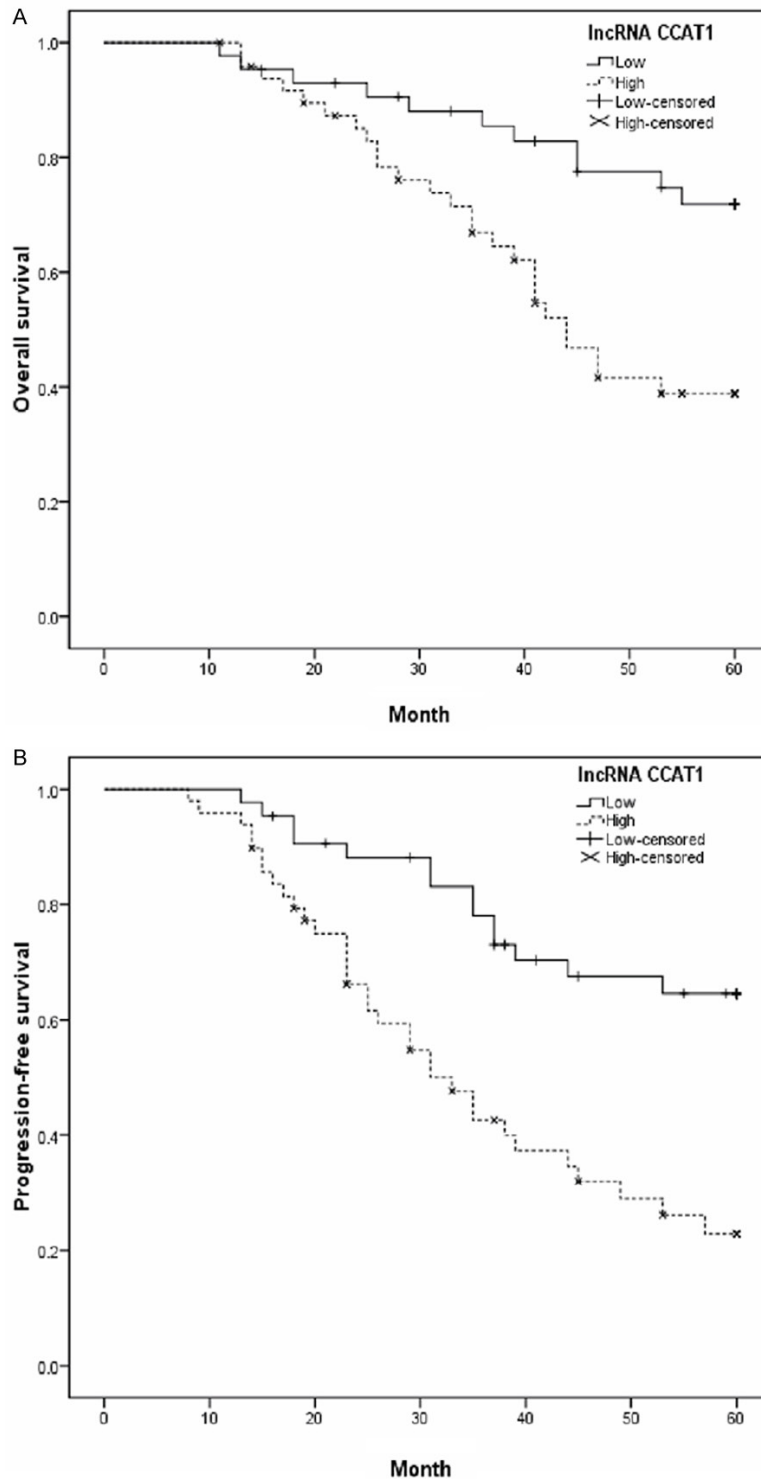 A
lncRNA CCAT1
Low
High
Low-censored
High-censored
1.0
0.8
0.6
0.4
0.2
0.0
Overall survival
0 10 20 30 40 50 60
Month
B
lncRNA CCAT1
Low
High
Low-censored
High-censored
1.0
0.8
0.6
0.4
0.2
0.0
Progression-free survival
0 10 20 30 40 50 60
Month